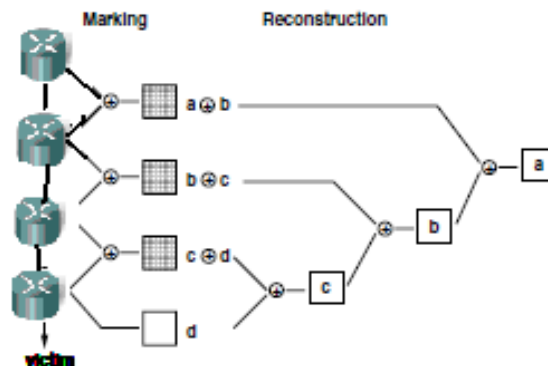 Marking Reconstruction
a ⊕ b
a
b ⊕ c
b
c ⊕ d
c
d
victim